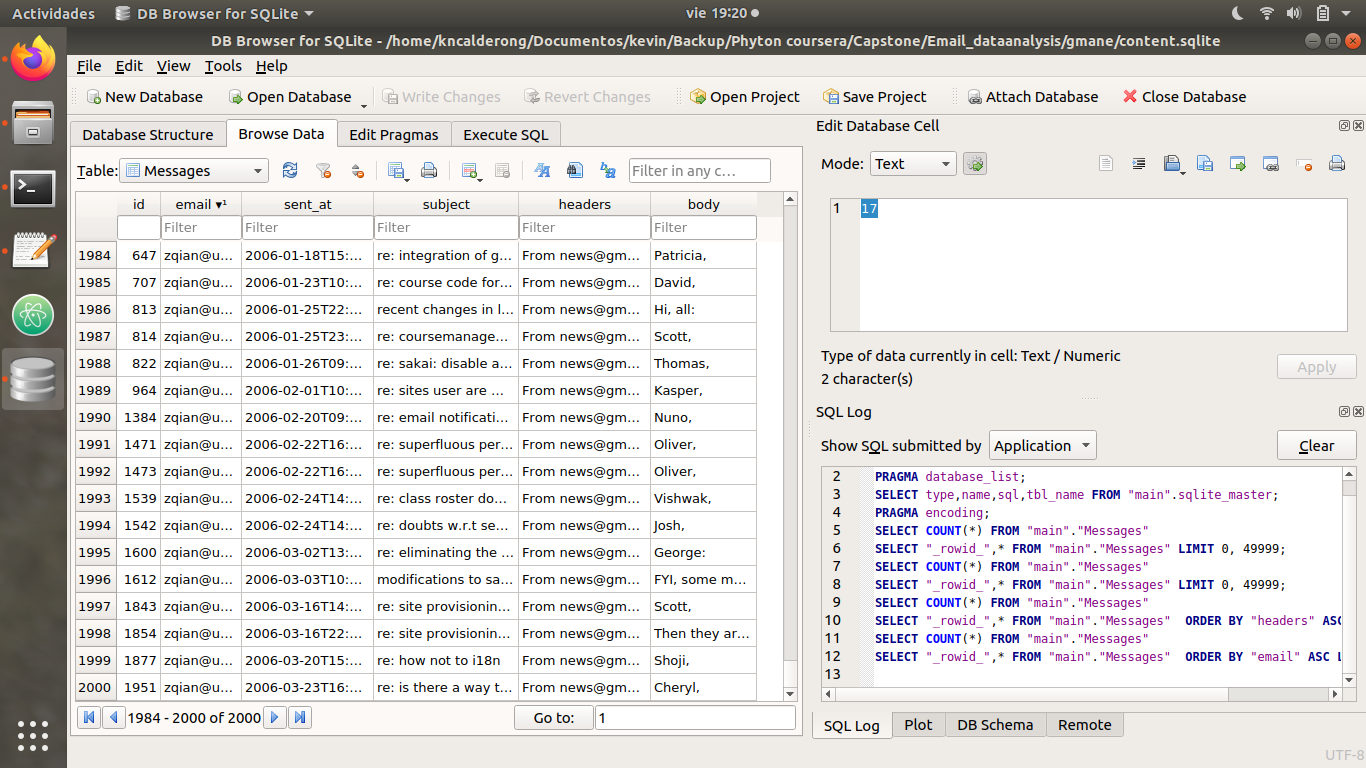 Actividades DB Browser for SQLite vie 19:20
DB Browser for SQLite - /home/kncalderong/Documentos/kevin/Backup/Phyton coursera/Capstone/Email_dataanalysis/gmane/content.sqlite
File Edit View Tools Help
New Database Open Database Write Changes Revert Changes Open Project Save Project Attach Database Close Database
Database Structure Browse Data Edit Pragmas Execute SQL
Table: Messages Filter in any c…
id email ▾¹ sent_at subject headers body
Filter Filter Filter Filter Filter
1984 647 zqian@u… 2006-01-18T15:… re: integration of g… From news@gm… Patricia,
1985 707 zqian@u… 2006-01-23T10:… re: course code for… From news@gm… David,
1986 813 zqian@u… 2006-01-25T22:… recent changes in l… From news@gm… Hi, all:
1987 814 zqian@u… 2006-01-25T23:… re: coursemanage… From news@gm… Scott,
1988 822 zqian@u… 2006-01-26T09:… re: sakai: disable a… From news@gm… Thomas,
1989 964 zqian@u… 2006-02-01T10:… re: sites user are … From news@gm… Kasper,
1990 1384 zqian@u… 2006-02-20T09:… re: email notificati… From news@gm… Nuno,
1991 1471 zqian@u… 2006-02-22T16:… re: superfluous per… From news@gm… Oliver,
1992 1473 zqian@u… 2006-02-22T16:… re: superfluous per… From news@gm… Oliver,
1993 1539 zqian@u… 2006-02-24T14:… re: class roster do… From news@gm… Vishwak,
1994 1542 zqian@u… 2006-02-24T14:… re: doubts w.r.t se… From news@gm… Josh,
1995 1600 zqian@u… 2006-03-02T13:… re: eliminating the … From news@gm… George:
1996 1612 zqian@u… 2006-03-03T10:… modifications to sa… From news@gm… FYI, some m…
1997 1843 zqian@u… 2006-03-16T14:… re: site provisionin… From news@gm… Scott,
1998 1854 zqian@u… 2006-03-16T22:… re: site provisionin… From news@gm… Then they ar…
1999 1877 zqian@u… 2006-03-20T15:… re: how not to i18n From news@gm… Shoji,
2000 1951 zqian@u… 2006-03-23T16:… re: is there a way t… From news@gm… Cheryl,
1984 - 2000 of 2000 Go to: 1
Edit Database Cell
Mode: Text
1 17
Type of data currently in cell: Text / Numeric
2 character(s)
Apply
SQL Log
Show SQL submitted by Application Clear
2 PRAGMA database_list;
3 SELECT type,name,sql,tbl_name FROM "main".sqlite_master;
4 PRAGMA encoding;
5 SELECT COUNT(*) FROM "main"."Messages"
6 SELECT "_rowid_",* FROM "main"."Messages" LIMIT 0, 49999;
7 SELECT COUNT(*) FROM "main"."Messages"
8 SELECT "_rowid_",* FROM "main"."Messages" LIMIT 0, 49999;
9 SELECT COUNT(*) FROM "main"."Messages"
10 SELECT "_rowid_",* FROM "main"."Messages" ORDER BY "headers" ASC
11 SELECT COUNT(*) FROM "main"."Messages"
12 SELECT "_rowid_",* FROM "main"."Messages" ORDER BY "email" ASC L
13
SQL Log Plot DB Schema Remote
UTF-8